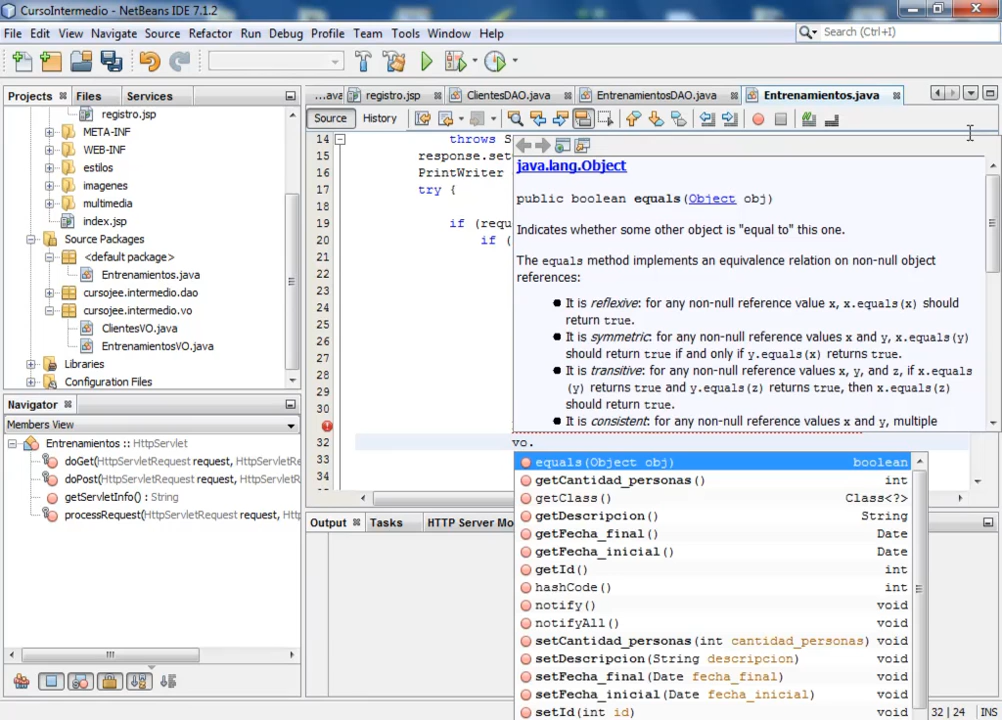 CursoIntermedio - NetBeans IDE 7.1.2
File Edit View Navigate Source Refactor Run Debug Profile Team Tools Window Help
Search (Ctrl+I)
Projects Files Services
...ava registro.jsp ClientesDAO.java EntrenamientosDAO.java Entrenamientos.java
Source History
registro.jsp
META-INF
WEB-INF
estilos
imagenes
multimedia
index.jsp
Source Packages
<default package>
Entrenamientos.java
cursojee.intermedio.dao
cursojee.intermedio.vo
ClientesVO.java
EntrenamientosVO.java
Libraries
Configuration Files
Navigator
Members View
Entrenamientos :: HttpServlet
doGet(HttpServletRequest request,
doPost(HttpServletRequest request,
getServletInfo() : String
processRequest(HttpServletRequest request,
14 throws S
15 response.set
16 PrintWriter
17 try {
18
19 if (requ
20 if (
21
22
23
24
25
26
27
28
29
30
32 vo.
33
34
java.lang.Object
public boolean equals(Object obj)
Indicates whether some other object is "equal to" this one.
The equals method implements an equivalence relation on non-null object
references:
It is reflexive: for any non-null reference value x, x.equals(x) should
return true.
It is symmetric: for any non-null reference values x and y, x.equals(y)
should return true if and only if y.equals(x) returns true.
It is transitive: for any non-null reference values x, y, and z, if x.equals
(y) returns true and y.equals(z) returns true, then x.equals(z)
should return true.
It is consistent: for any non-null reference values x and y, multiple
equals(Object obj) boolean
getCantidad_personas() int
getClass() Class<?>
getDescripcion() String
getFecha_final() Date
getFecha_inicial() Date
getId() int
hashCode() int
notify() void
notifyAll() void
setCantidad_personas(int cantidad_personas) void
setDescripcion(String descripcion) void
setFecha_final(Date fecha_final) void
setFecha_inicial(Date fecha_inicial) void
setId(int id) void
Output Tasks HTTP Server Mo
32 | 24 INS